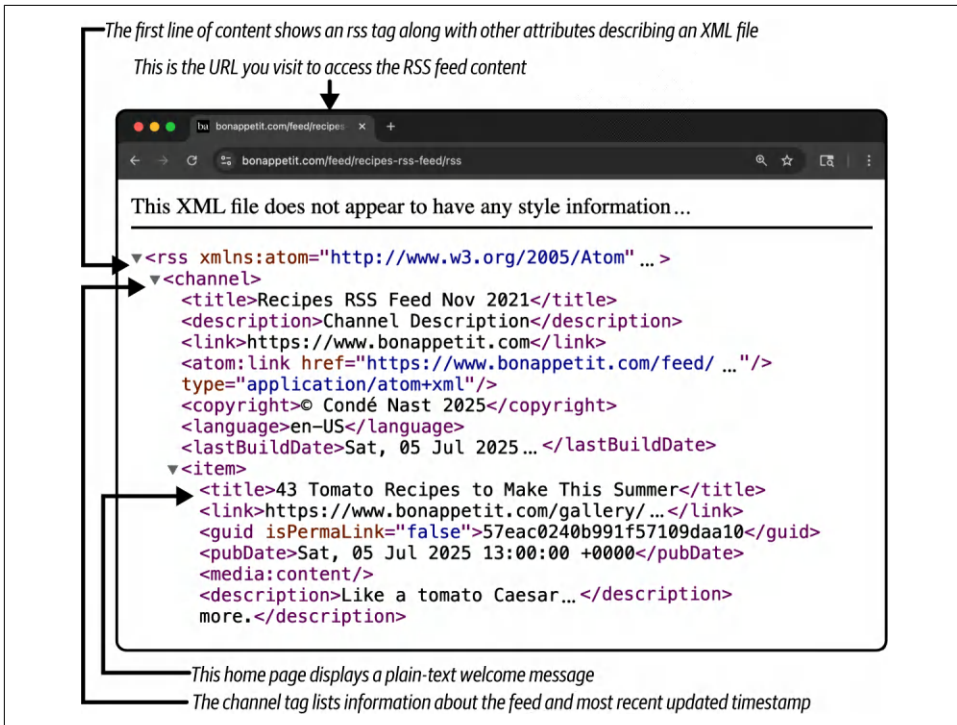 The first line of content shows an rss tag along with other attributes describing an XML file
This is the URL you visit to access the RSS feed content
ba bonappetit.com/feed/recipes-
bonappetit.com/feed/recipes-rss-feed/rss
This XML file does not appear to have any style information...
<rss xmlns:atom="http://www.w3.org/2005/Atom" ... >
<channel>
<title>Recipes RSS Feed Nov 2021</title>
<description>Channel Description</description>
<link>https://www.bonappetit.com</link>
<atom:link href="https://www.bonappetit.com/feed/ ..."/>
type="application/atom+xml"/>
<copyright>© Condé Nast 2025</copyright>
<language>en-US</language>
<lastBuildDate>Sat, 05 Jul 2025...</lastBuildDate>
<item>
<title>43 Tomato Recipes to Make This Summer</title>
<link>https://www.bonappetit.com/gallery/...</link>
<guid isPermaLink="false">57eac0240b991f57109daa10</guid>
<pubDate>Sat, 05 Jul 2025 13:00:00 +0000</pubDate>
<media:content/>
<description>Like a tomato Caesar...</description>
more.</description>
This home page displays a plain-text welcome message
The channel tag lists information about the feed and most recent updated timestamp